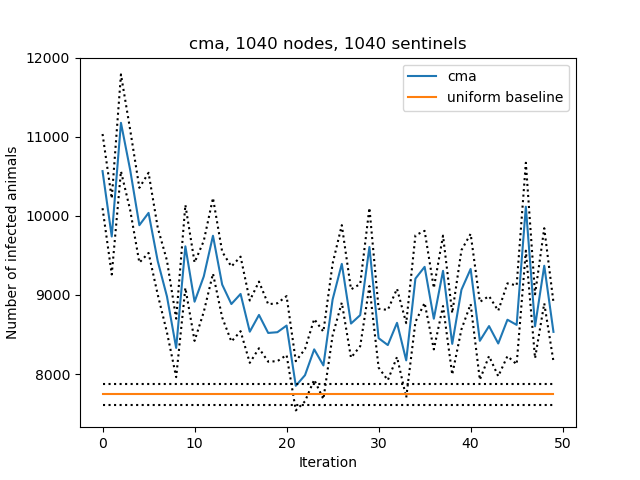 cma, 1040 nodes, 1040 sentinels
cma
uniform baseline
Number of infected animals
12000
11000
10000
9000
8000
0 10 20 30 40 50
Iteration